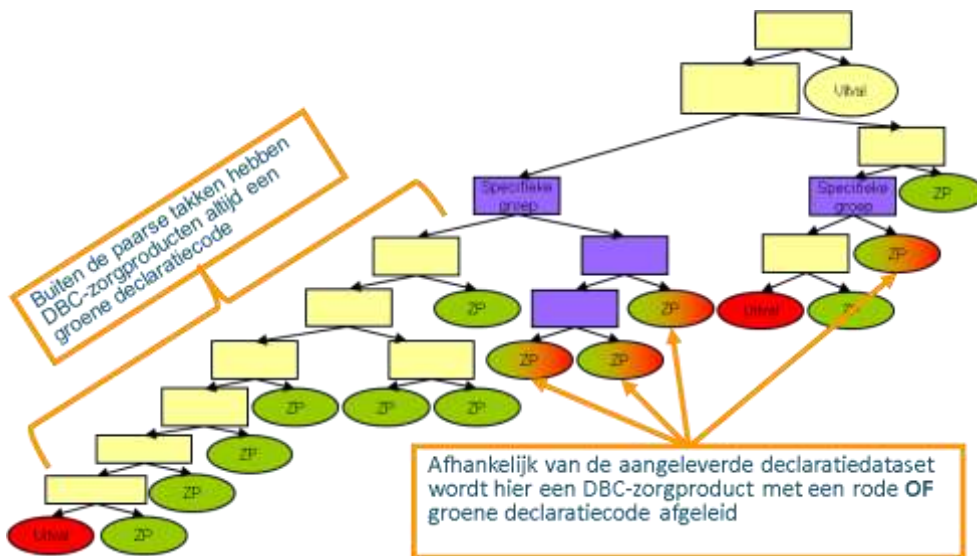 Uitval
Specifieke
groep
Specifieke
groep
ZP
ZP
ZP
ZP
Uitval
ZP
ZP
ZP
ZP
ZP
ZP
ZP
ZP
Uitval
ZP
Buiten de paarse takken hebben
DBC-zorgproducten altijd een
groene declaratiecode
Afhankelijk van de aangeleverde declaratiedataset
wordt hier een DBC-zorgproduct met een rode OF
groene declaratiecode afgeleid